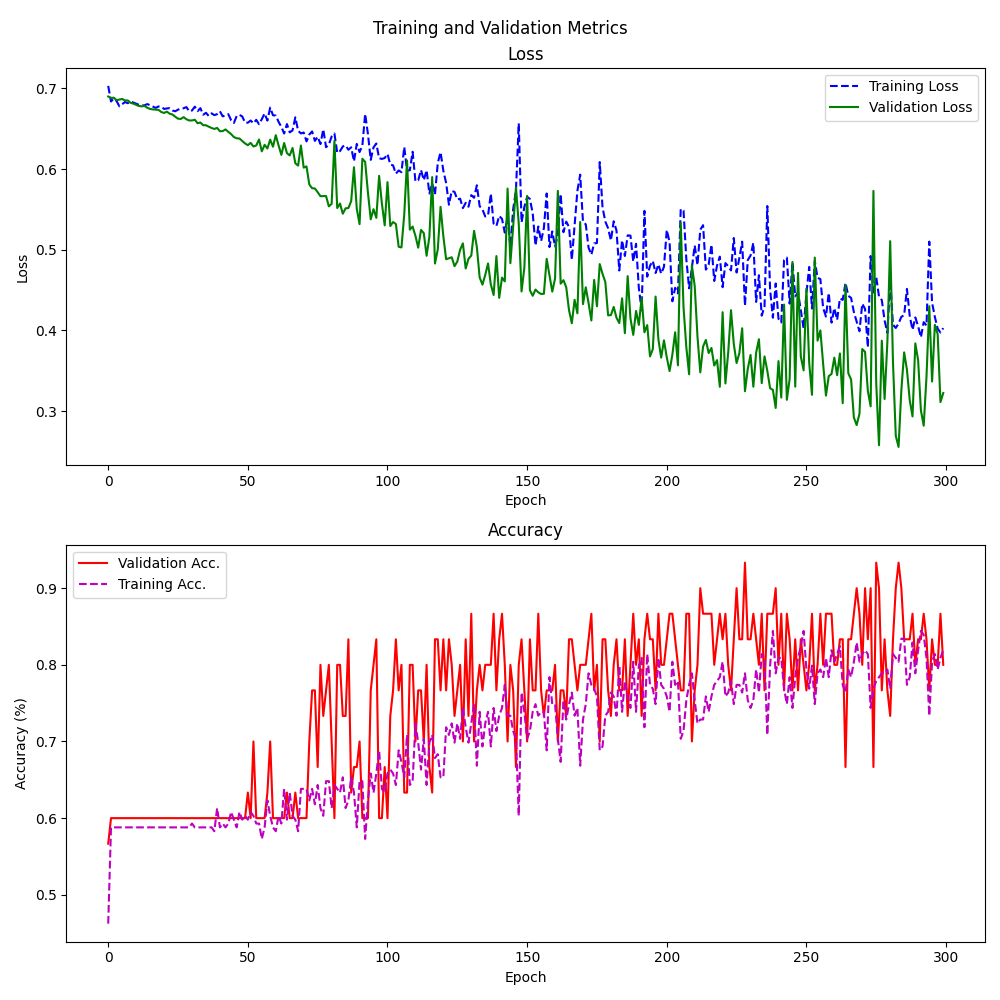 Training and Validation Metrics
Loss
0.7
0.6
0.5
0.4
0.3
Loss
Training Loss
Validation Loss
0 50 100 150 200 250 300
Epoch
Accuracy
0.9
0.8
0.7
0.6
0.5
Accuracy (%)
Validation Acc.
Training Acc.
0 50 100 150 200 250 300
Epoch